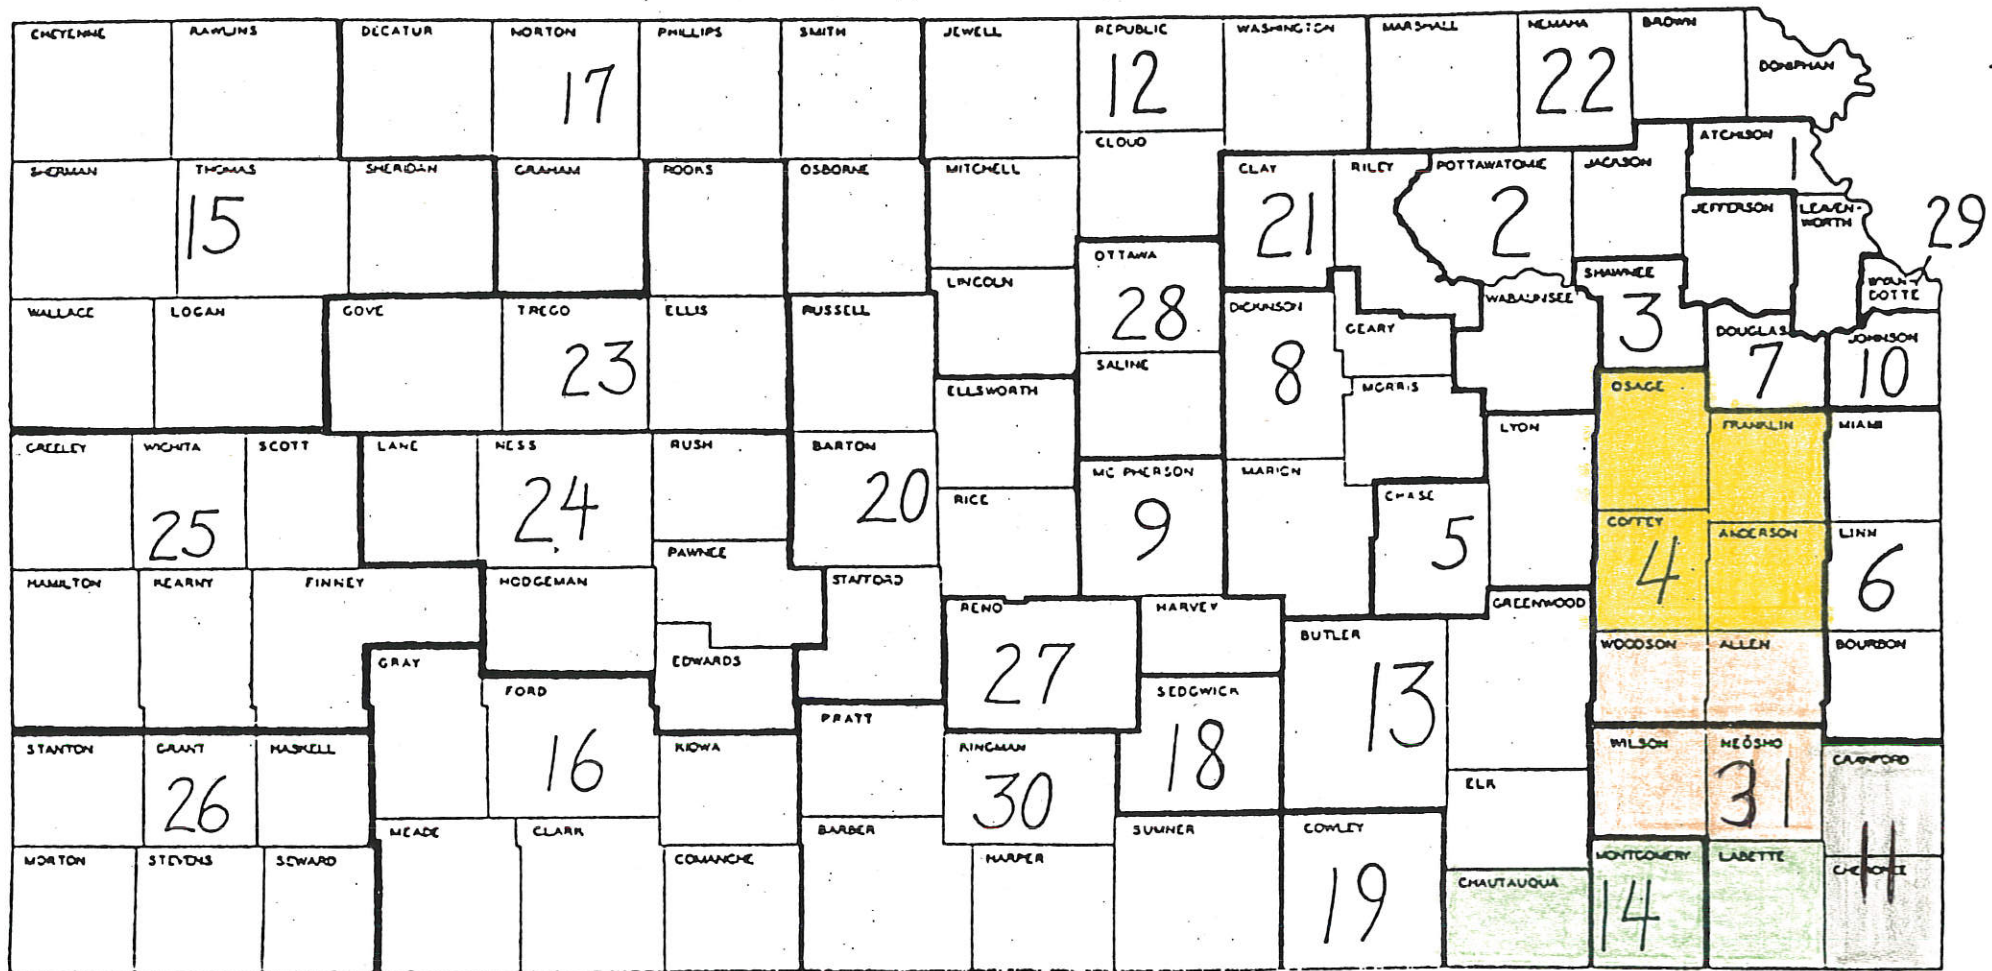 CHEYENNE RAWLINS DECATUR NORTON PHILLIPS SMITH JEWELL REPUBLIC WASHINGTON MARSHALL NEMAHA BROWN
DONIPHAN
17 12 22
ATCHISON
CLOUD
1
SHERMAN THOMAS SHERIDAN GRAHAM ROOKS OSBORNE MITCHELL CLAY RILEY POTTAWATOMIE JACKSON
JEFFERSON LEAVEN-
WORTH
15 21 2 29
OTTAWA
LINCOLN SHAWNEE
WYAN-
DOTTE
WALLACE LOGAN GOVE TREGO ELLIS RUSSELL DICKINSON WABAUNSEE
28 3
GEARY DOUGLAS JOHNSON
23 SALINE 8 7 10
ELLSWORTH MORRIS OSAGE
LYON FRANKLIN MIAMI
GREELEY WICHITA SCOTT LANE NESS RUSH BARTON
MC PHERSON MARION
RICE CHASE
25 24 20 9 5
COFFEY ANDERSON LINN
4 6
PAWNEE
HAMILTON KEARNY FINNEY HODGEMAN STAFFORD
RENO HARVEY GREENWOOD
BUTLER
GRAY EDWARDS WOODSON ALLEN BOURBON
27 13
FORD SEDGWICK
PRATT
STANTON GRANT HASKELL KIOWA KINGMAN WILSON NEOSHO
CRAWFORD
26 16 30 18 31
ELK
MEADE CLARK BARBER SUMNER COWLEY
MORTON STEVENS SEWARD COMANCHE HARPER MONTGOMERY LABETTE
CHEROKEE
11
CHAUTAUQUA
19 14